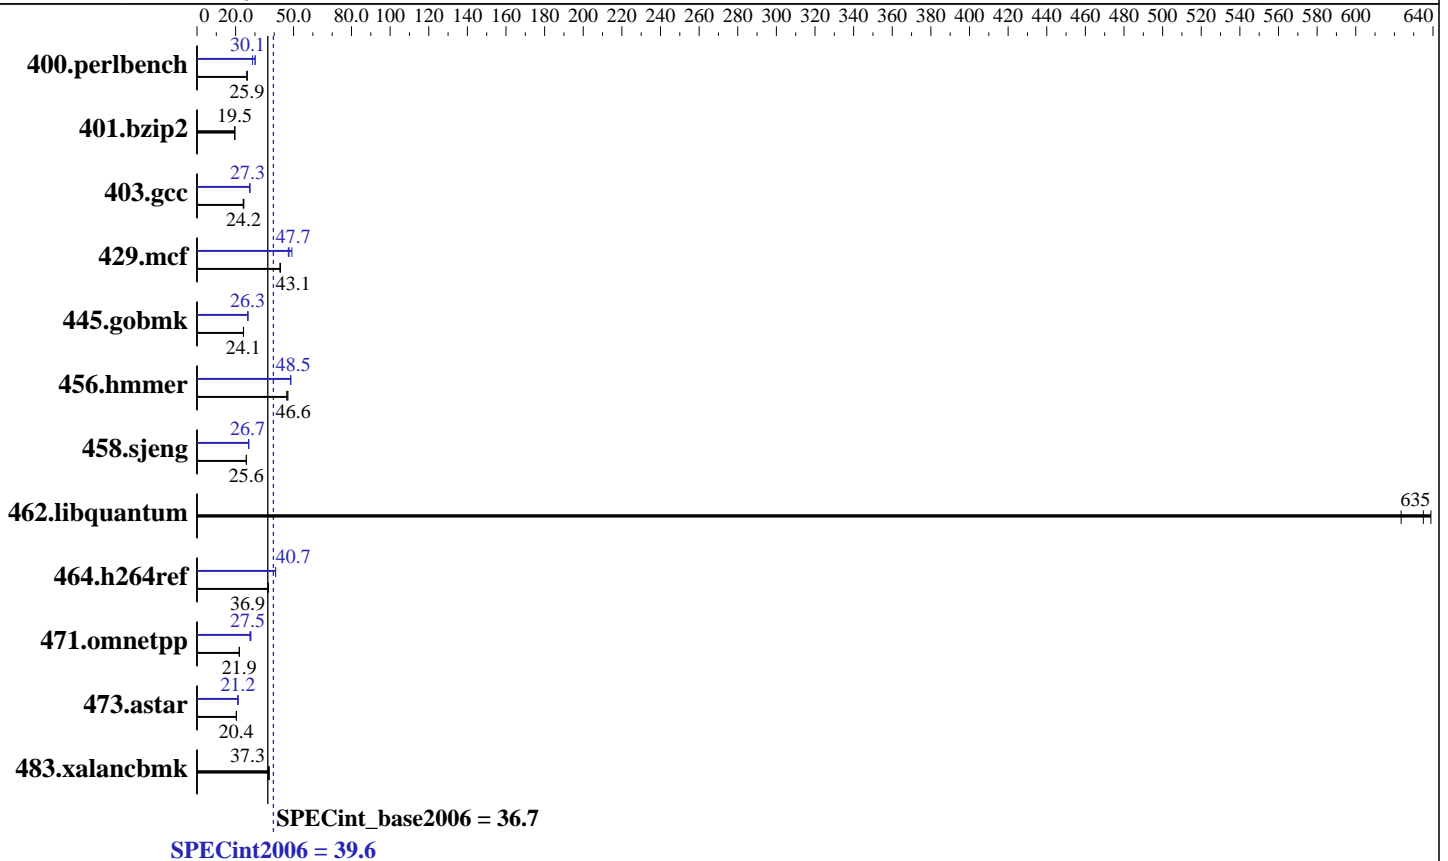 0 20.0 50.0 80.0 100 120 140 160 180 200 220 240 260 280 300 320 340 360 380 400 420 440 460 480 500 520 540 560 580 600 640
30.1
400.perlbench
25.9
19.5
401.bzip2
27.3
403.gcc
24.2
47.7
429.mcf
43.1
26.3
445.gobmk
24.1
48.5
456.hmmer
46.6
26.7
458.sjeng
25.6
635
462.libquantum
40.7
464.h264ref
36.9
27.5
471.omnetpp
21.9
21.2
473.astar
20.4
37.3
483.xalancbmk
SPECint_base2006 = 36.7
SPECint2006 = 39.6